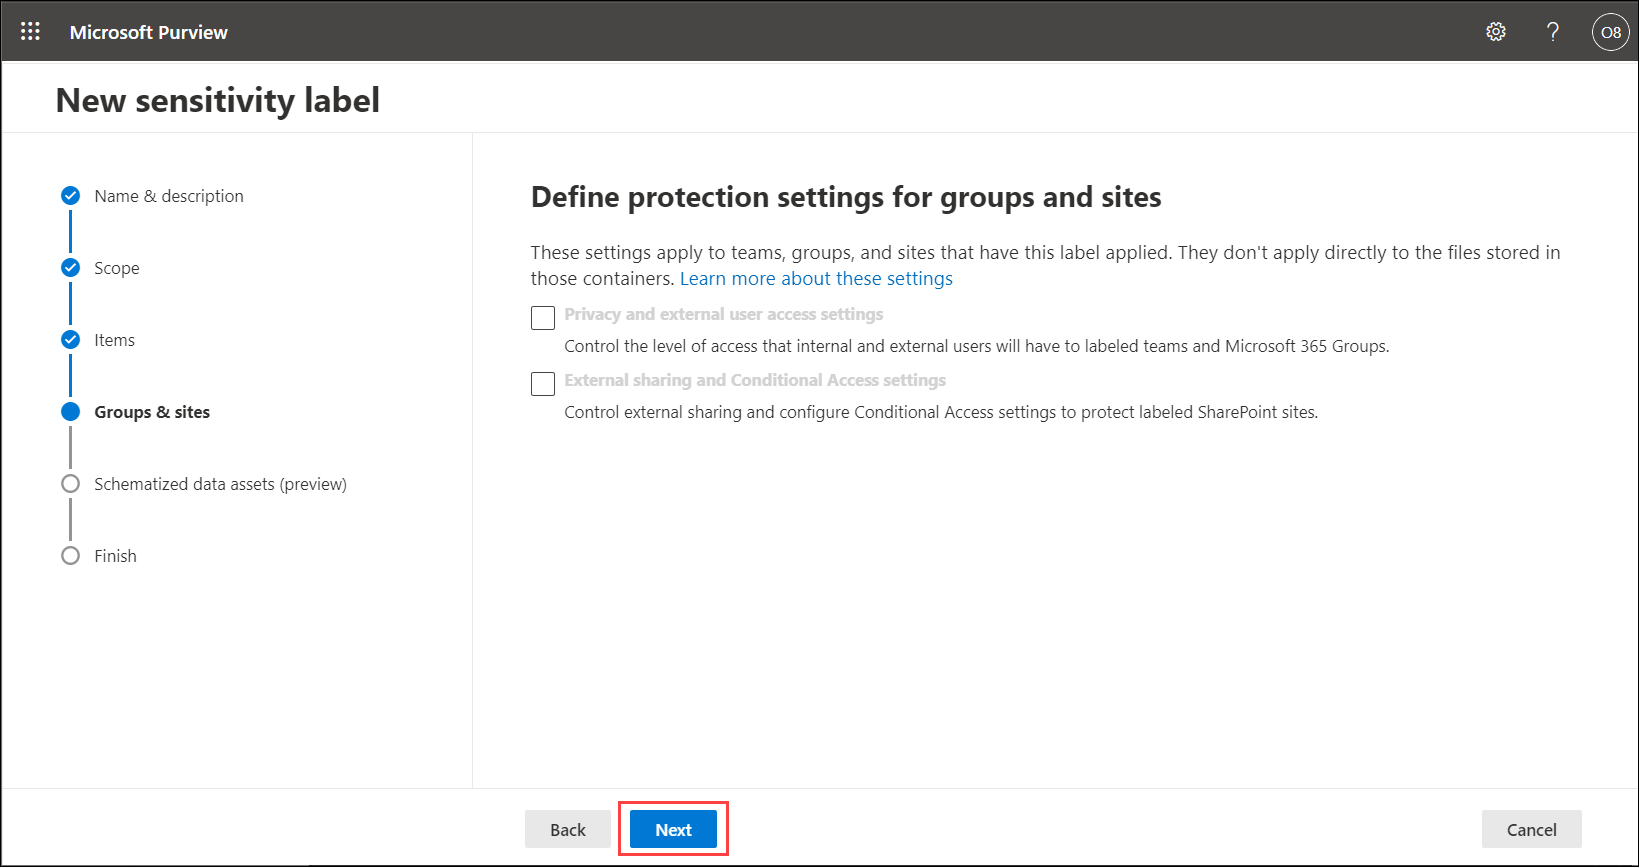 Microsoft Purview
?
O8
New sensitivity label
Name & description
Scope
Items
Groups & sites
Schematized data assets (preview)
Finish
Define protection settings for groups and sites
These settings apply to teams, groups, and sites that have this label applied. They don't apply directly to the files stored in
those containers. Learn more about these settings
Privacy and external user access settings
Control the level of access that internal and external users will have to labeled teams and Microsoft 365 Groups.
External sharing and Conditional Access settings
Control external sharing and configure Conditional Access settings to protect labeled SharePoint sites.
Back
Next
Cancel